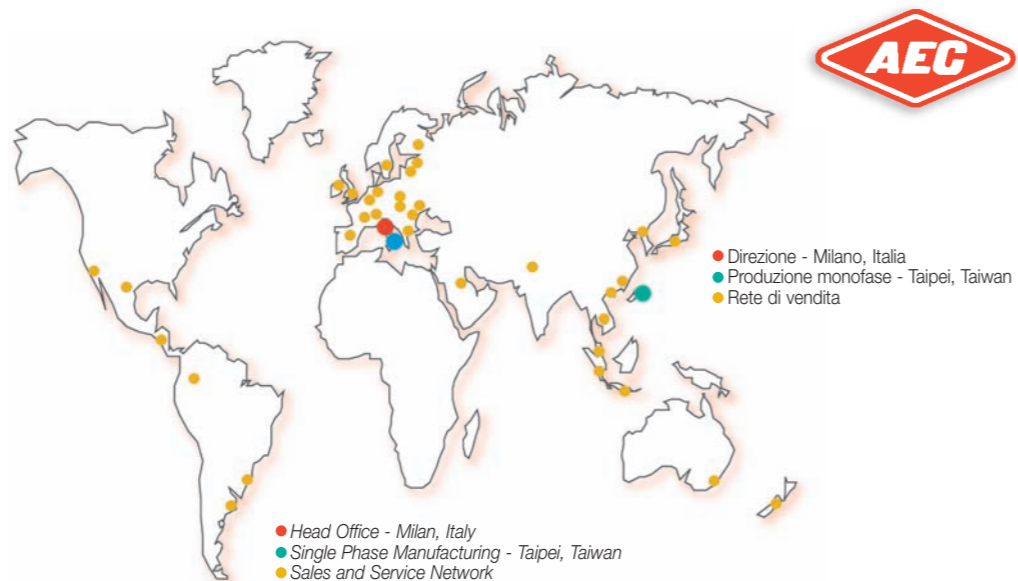 AEC
Direzione - Milano, Italia
Produzione monofase - Taipei, Taiwan
Rete di vendita
Head Office - Milan, Italy
Single Phase Manufacturing - Taipei, Taiwan
Sales and Service Network